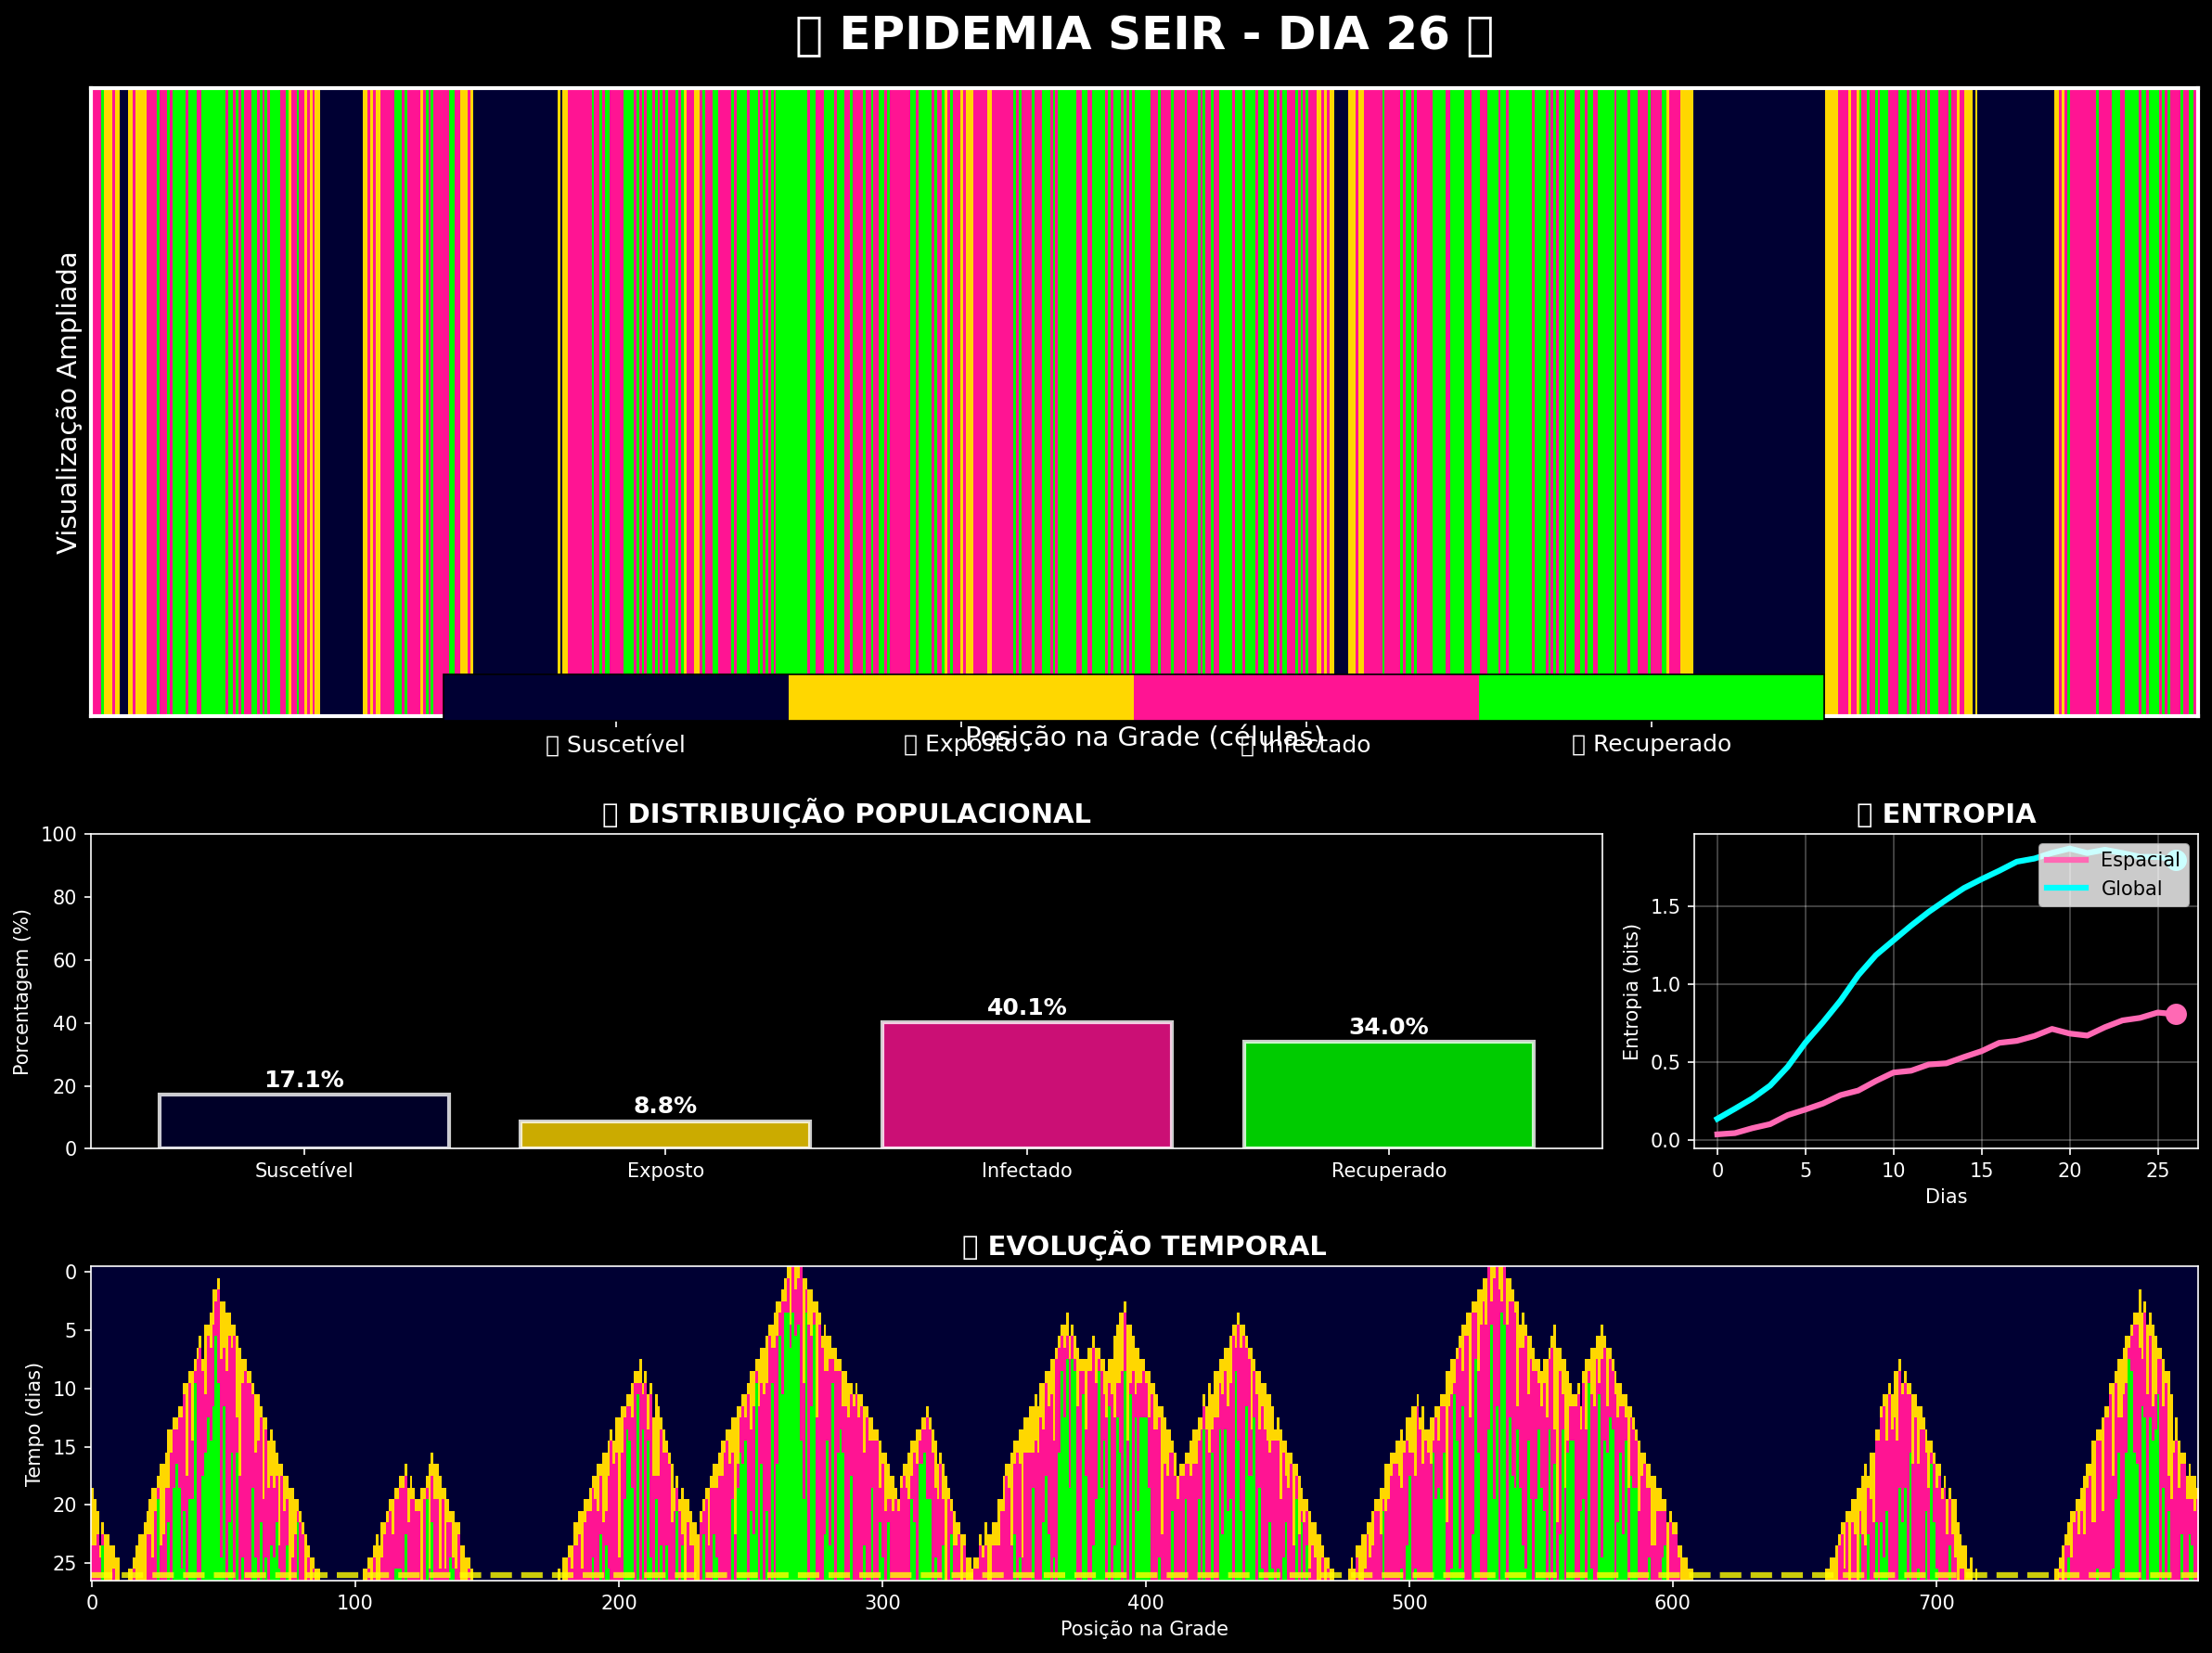 EPIDEMIA SEIR - DIA 26
Visualização Ampliada
Posição na Grade (células)
Suscetível
Exposto
Infectado
Recuperado
DISTRIBUIÇÃO POPULACIONAL
Porcentagem (%)
100
80
60
40
20
0
17.1%
8.8%
40.1%
34.0%
Suscetível
Exposto
Infectado
Recuperado
ENTROPIA
Espacial
Global
Entropia (bits)
1.5
1.0
0.5
0.0
0 5 10 15 20 25
Dias
EVOLUÇÃO TEMPORAL
Tempo (dias)
0
5
10
15
20
25
0 100 200 300 400 500 600 700
Posição na Grade